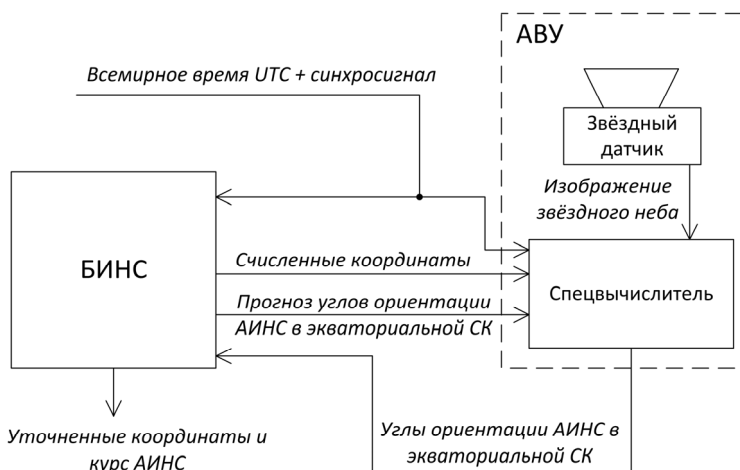 АВУ
Всемирное время UTC + синхросигнал
Звёздный
датчик
Изображение
звёздного неба
БИНС
Счисленные координаты
Спецвычислитель
Прогноз углов ориентации
АИНС в экваториальной СК
Уточненные координаты и
курс АИНС
Углы ориентации АИНС в
экваториальной СК